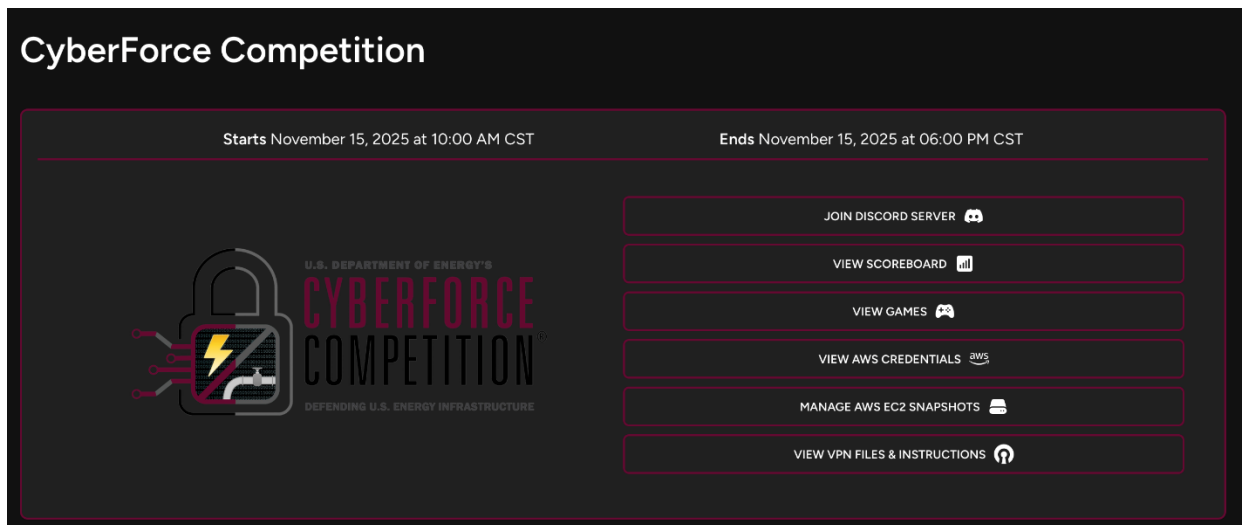 CyberForce Competition
Starts November 15, 2025 at 10:00 AM CST
Ends November 15, 2025 at 06:00 PM CST
U.S. DEPARTMENT OF ENERGY'S
CYBERFORCE
COMPETITION
DEFENDING U.S. ENERGY INFRASTRUCTURE
JOIN DISCORD SERVER
VIEW SCOREBOARD
VIEW GAMES
VIEW AWS CREDENTIALS aws
MANAGE AWS EC2 SNAPSHOTS
VIEW VPN FILES & INSTRUCTIONS